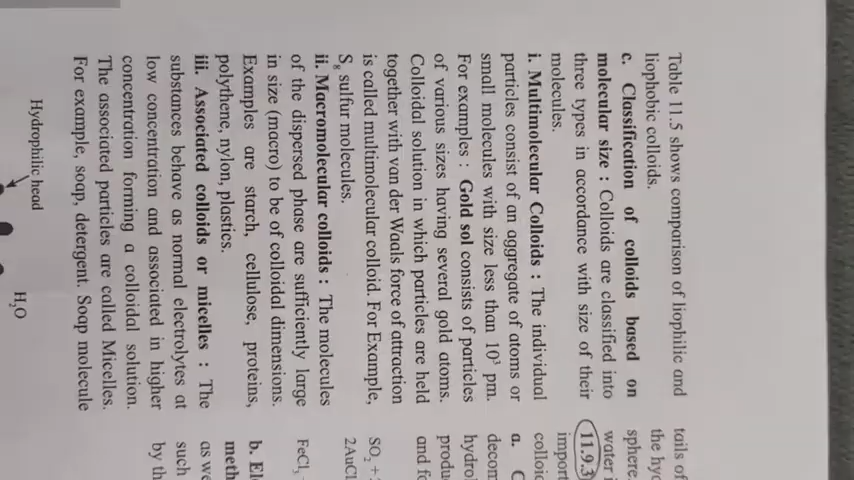 Table 11.5 shows comparison of liophilic and
liophobic colloids.
c. Classification of colloids based on
molecular size : Colloids are classified into
three types in accordance with size of their
molecules.
i. Multimolecular Colloids : The individual
particles consist of an aggregate of atoms or
small molecules with size less than 10³ pm.
For examples : Gold sol consists of particles
of various sizes having several gold atoms.
Colloidal solution in which particles are held
together with van der Waals force of attraction
is called multimolecular colloid. For Example,
S₈ sulfur molecules.
ii. Macromolecular colloids : The molecules
of the dispersed phase are sufficiently large
in size (macro) to be of colloidal dimensions.
Examples are starch, cellulose, proteins,
polythene, nylon, plastics.
iii. Associated colloids or micelles : The
substances behave as normal electrolytes at
low concentration and associated in higher
concentration forming a colloidal solution.
The associated particles are called Micelles.
For example, soap, detergent. Soap molecule
Hydrophilic head
H₂O
tails of
the hyd
sphere.
water i
11.9.3
import
colloid
a. C
decom
hydrol
produ
and fo
SO₂ +
2AuCl
FeCl₃
b. El
meth
as we
such
by th